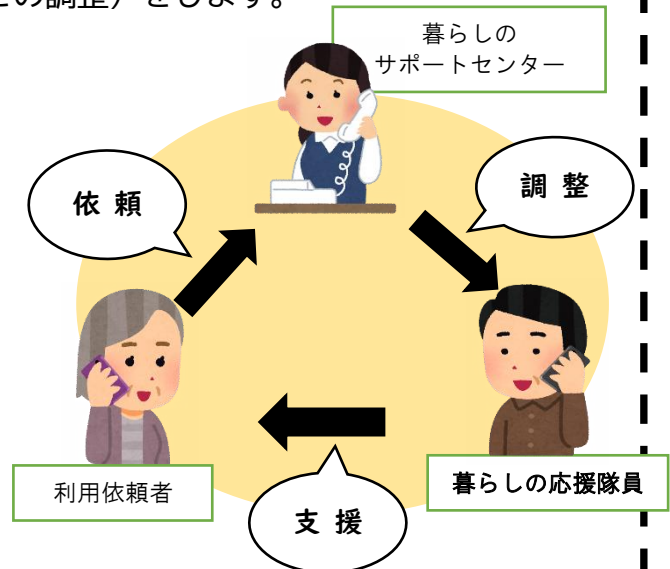 の調整）をします。
暮らしの
サポートセンター
依 頼
調 整
利用依頼者
暮らしの応援隊員
支 援